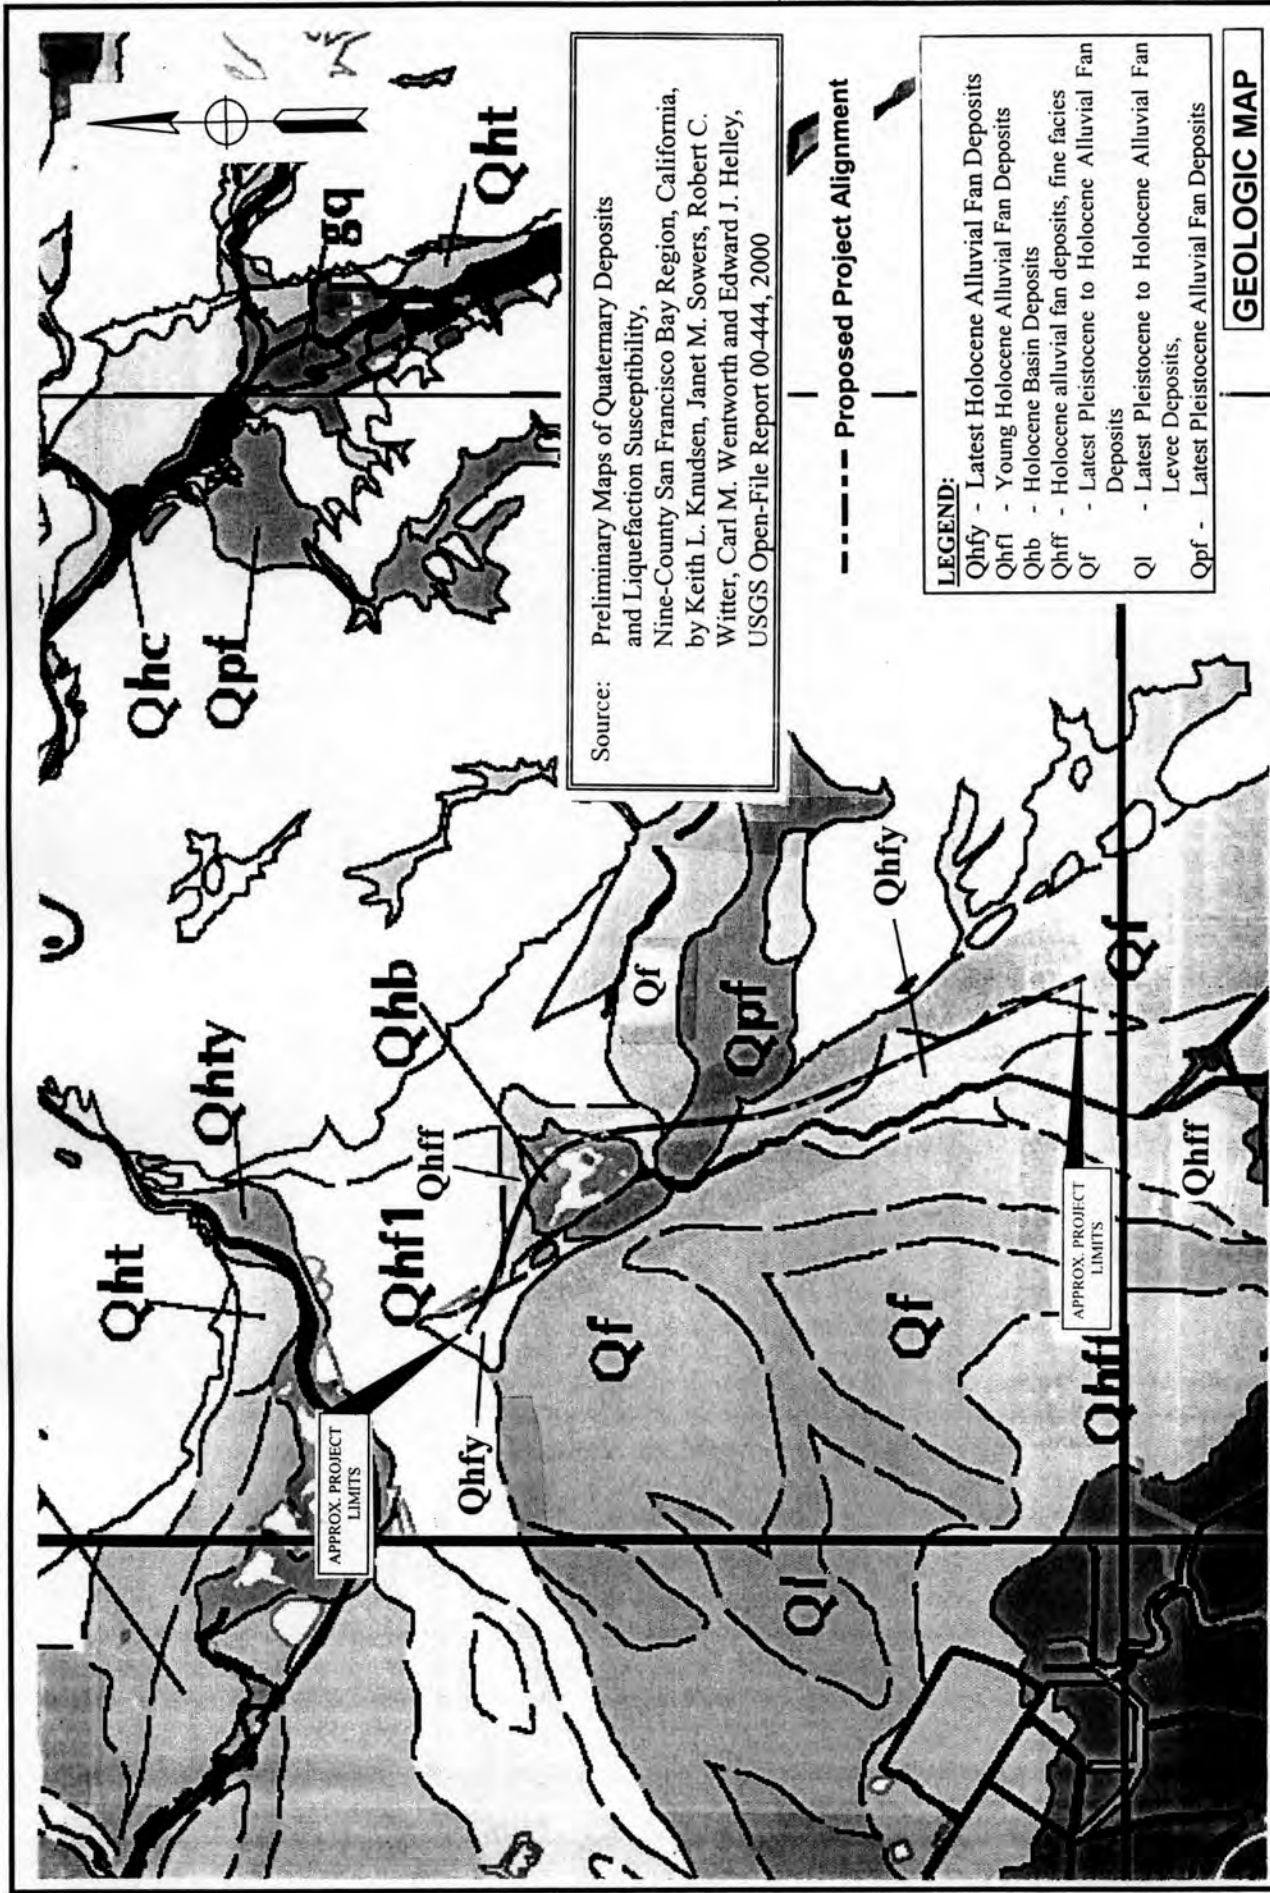 Qhc
Qpf
gq
Qht
Source: Preliminary Maps of Quaternary Deposits
and Liquefaction Susceptibility,
Nine-County San Francisco Bay Region, California,
by Keith L. Knudsen, Janet M. Sowers, Robert C.
Witter, Carl M. Wentworth and Edward J. Helley,
USGS Open-File Report 00-444, 2000
Proposed Project Alignment
LEGEND:
Qhfy - Latest Holocene Alluvial Fan Deposits
Qhf1 - Young Holocene Alluvial Fan Deposits
Qhb - Holocene Basin Deposits
Qhff - Holocene alluvial fan deposits, fine facies
Qf - Latest Pleistocene to Holocene Alluvial Fan
Deposits
Ql - Latest Pleistocene to Holocene Alluvial Fan
Levee Deposits,
Qpf - Latest Pleistocene Alluvial Fan Deposits
GEOLOGIC MAP
Qht
Qhty
Qhf1
Qhff
Qhb
Qf
Qpf
Qhfy
Qf
APPROX. PROJECT
LIMITS
Qhfy
Qf
Qf
Ql
APPROX. PROJECT
LIMITS
Qhff
Qhff